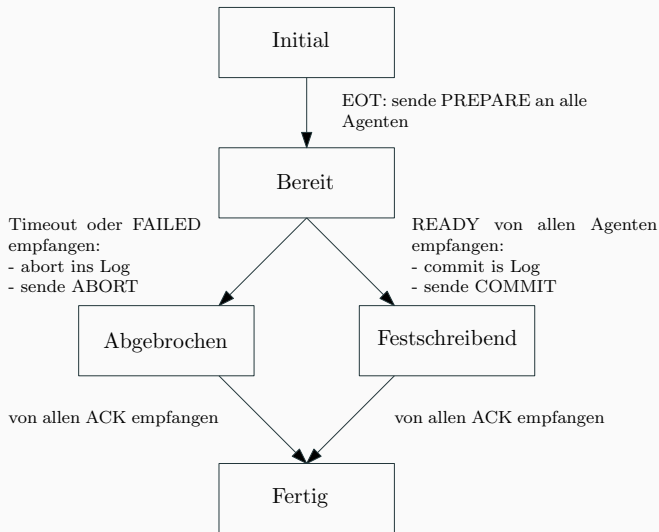 Initial
EOT: sende PREPARE an alle
Agenten
Bereit
Timeout oder FAILED
empfangen:
- abort ins Log
- sende ABORT
READY von allen Agenten
empfangen:
- commit is Log
- sende COMMIT
Abgebrochen
Festschreibend
von allen ACK empfangen
von allen ACK empfangen
Fertig